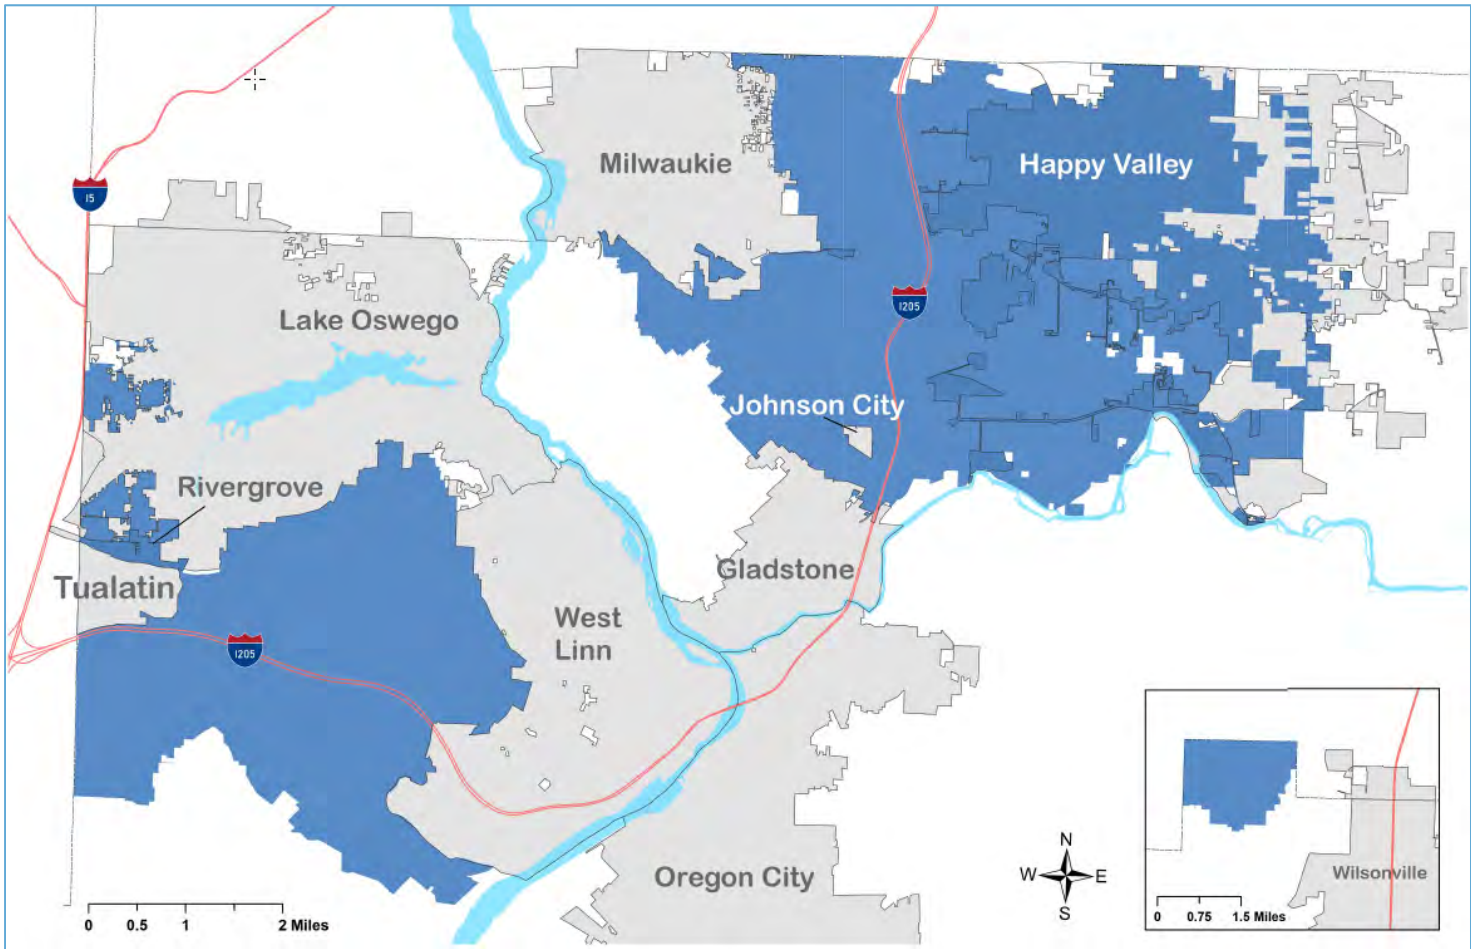 Milwaukie
Happy Valley
I5
Lake Oswego
I205
Johnson City
Rivergrove
Tualatin
Gladstone
West
Linn
I205
Oregon City
N
W
E
S
Wilsonville
0 0.75 1.5 Miles
0 0.5 1 2 Miles